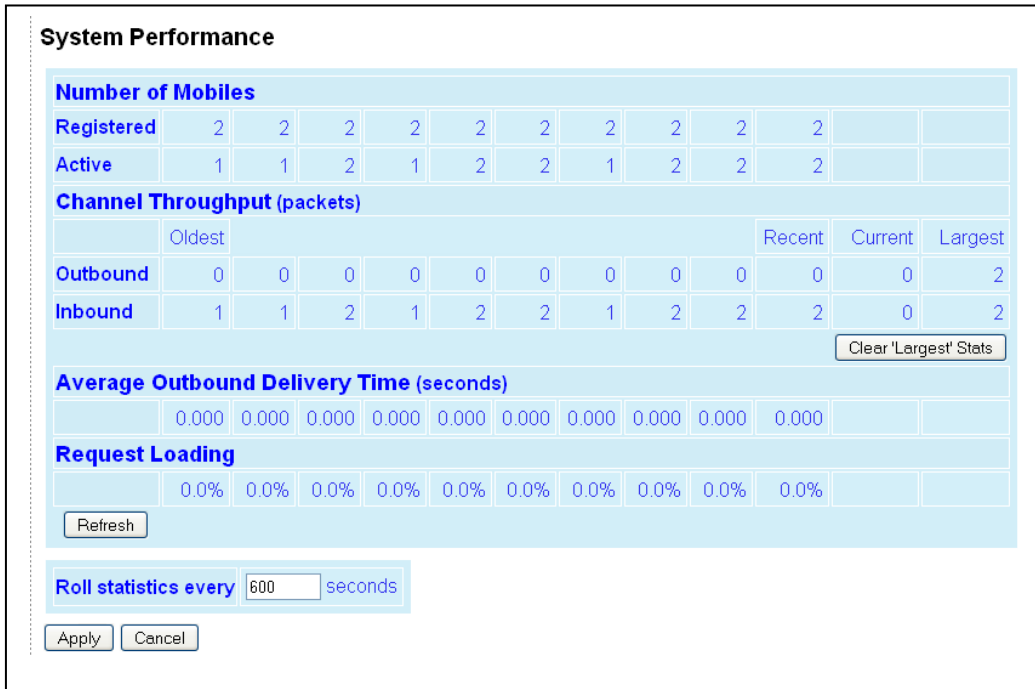 System Performance
Number of Mobiles
Registered 2 2 2 2 2 2 2 2 2 2
Active 1 1 2 1 2 2 1 2 2 2
Channel Throughput (packets)
Oldest Recent Current Largest
Outbound 0 0 0 0 0 0 0 0 0 0 0 2
Inbound 1 1 2 1 2 2 1 2 2 2 0 2
Clear 'Largest' Stats
Average Outbound Delivery Time (seconds)
0.000 0.000 0.000 0.000 0.000 0.000 0.000 0.000 0.000 0.000
Request Loading
0.0% 0.0% 0.0% 0.0% 0.0% 0.0% 0.0% 0.0% 0.0% 0.0%
Refresh
Roll statistics every 600 seconds
Apply Cancel